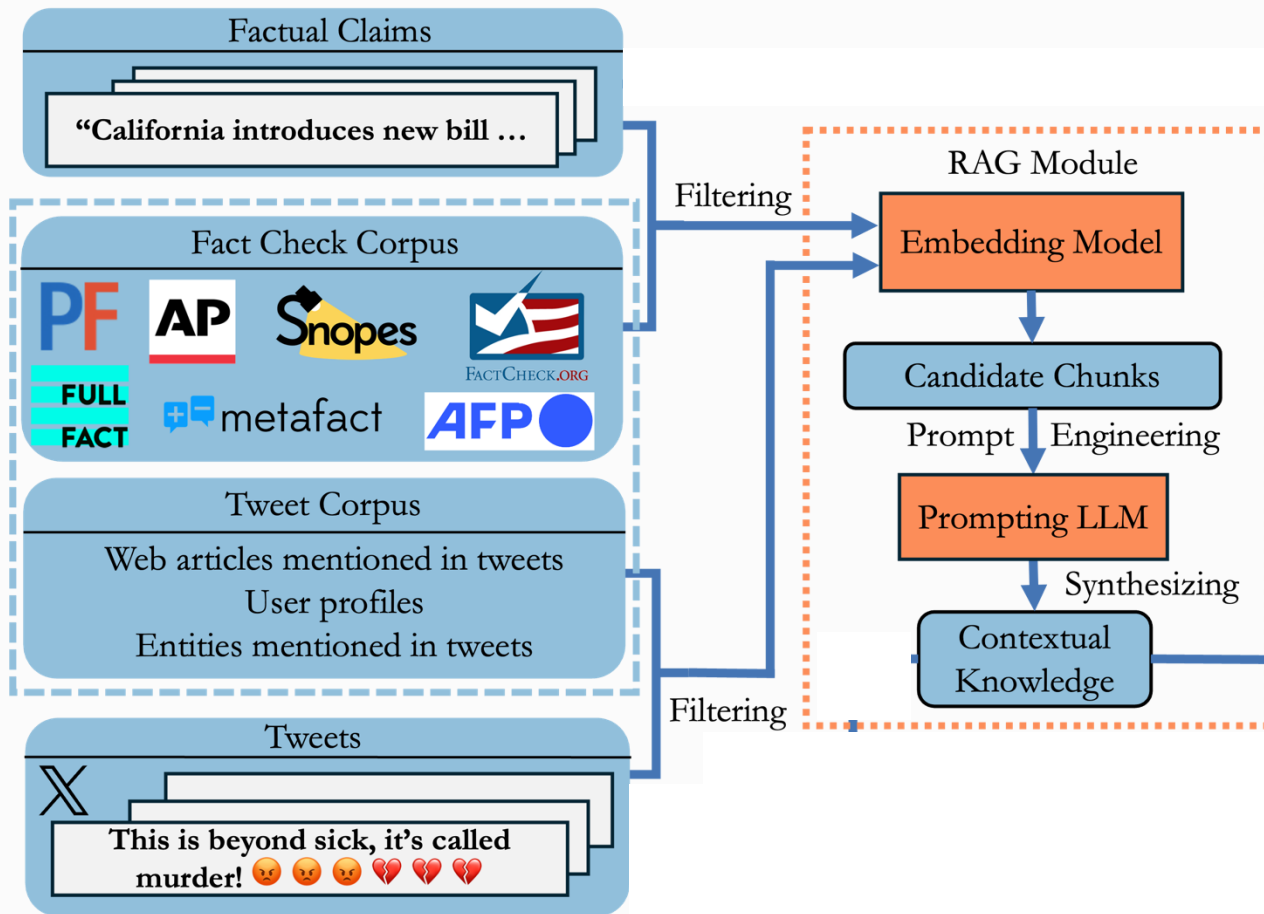 Factual Claims
“California introduces new bill …
Fact Check Corpus
PF
AP
Snopes
FACTCHECK.ORG
FULL
FACT
metafact
AFP
Tweet Corpus
Web articles mentioned in tweets
User profiles
Entities mentioned in tweets
Tweets
X
This is beyond sick, it’s called
murder! 😡 😡 😡 💔 💔 💔
Filtering
Filtering
RAG Module
Embedding Model
Candidate Chunks
Prompt Engineering
Prompting LLM
Synthesizing
Contextual
Knowledge